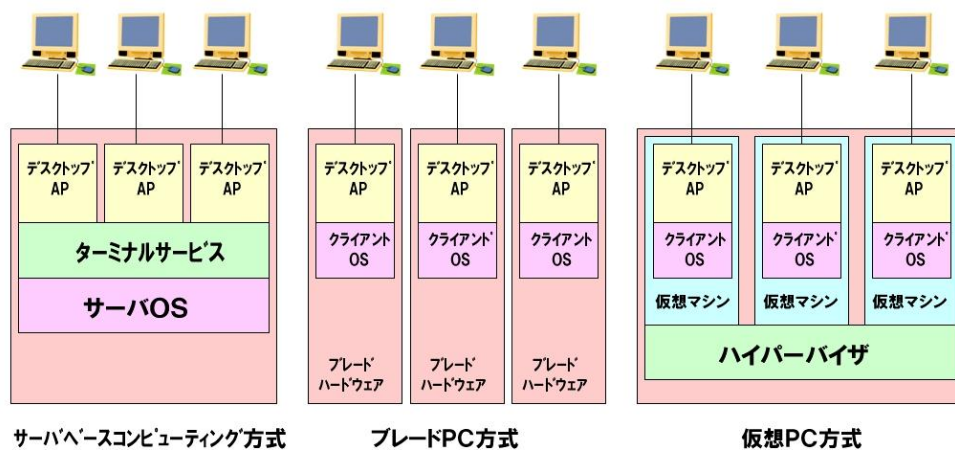 デスクトップ
AP
デスクトップ
AP
デスクトップ
AP
ターミナルサービス
サーバOS
サーバベースコンピューティング方式
デスクトップ
AP
クライアント
OS
ブレード
ハードウェア
デスクトップ
AP
クライアント
OS
ブレード
ハードウェア
デスクトップ
AP
クライアント
OS
ブレード
ハードウェア
ブレードPC方式
デスクトップ
AP
クライアント
OS
仮想マシン
デスクトップ
AP
クライアント
OS
仮想マシン
デスクトップ
AP
クライアント
OS
仮想マシン
ハイパーバイザ
仮想PC方式